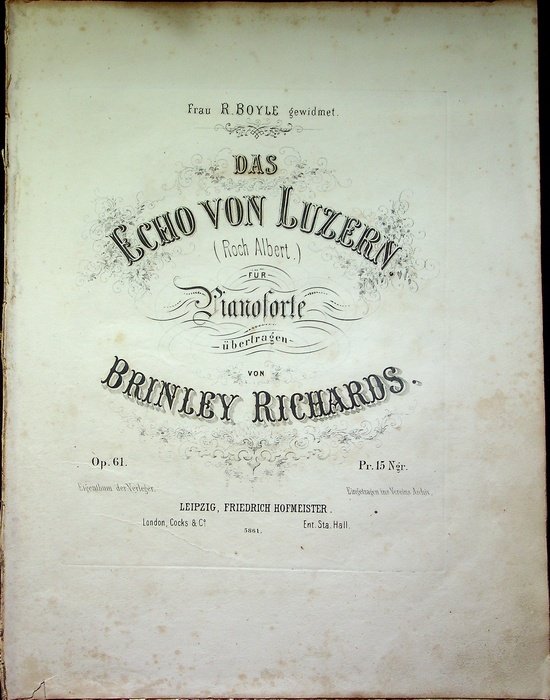 Frau R. BOYLE gewidmet.
DAS
ECHO VON LUZERN.
(Roch Albert.)
FÜR
Pianoforte
übertragen
VON
BRINLEY RICHARDS.
Op. 61.
Pr. 15 Ngr.
Eigenthum der Verleger.
Eingetragen ins Vereins Archiv.
LEIPZIG, FRIEDRICH HOFMEISTER.
London, Cocks & Cº
Ent. Sta. Hall.
5861.